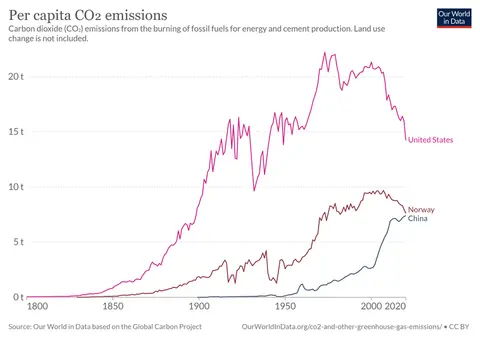 Per capita CO₂ emissions
Carbon dioxide (CO₂) emissions from the burning of fossil fuels for energy and cement production. Land use
change is not included.
Our World
in Data
20 t
15 t
10 t
5 t
0 t
United States
Norway
China
1800 1850 1900 1950 2000 2020
Source: Our World in Data based on the Global Carbon Project
OurWorldInData.org/co2-and-other-greenhouse-gas-emissions/ • CC BY